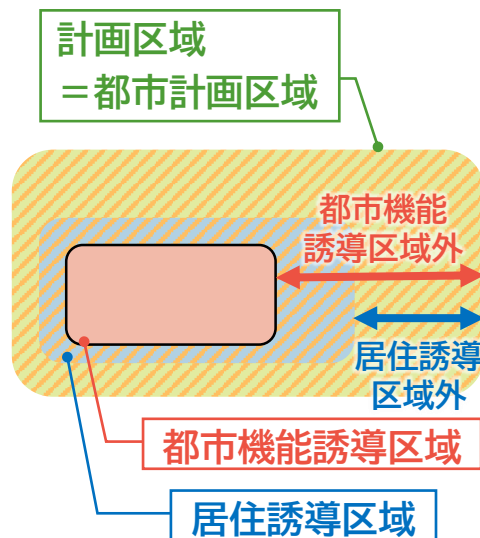 計画区域
＝都市計画区域
都市機能
誘導区域外
居住誘導
区域外
都市機能誘導区域
居住誘導区域